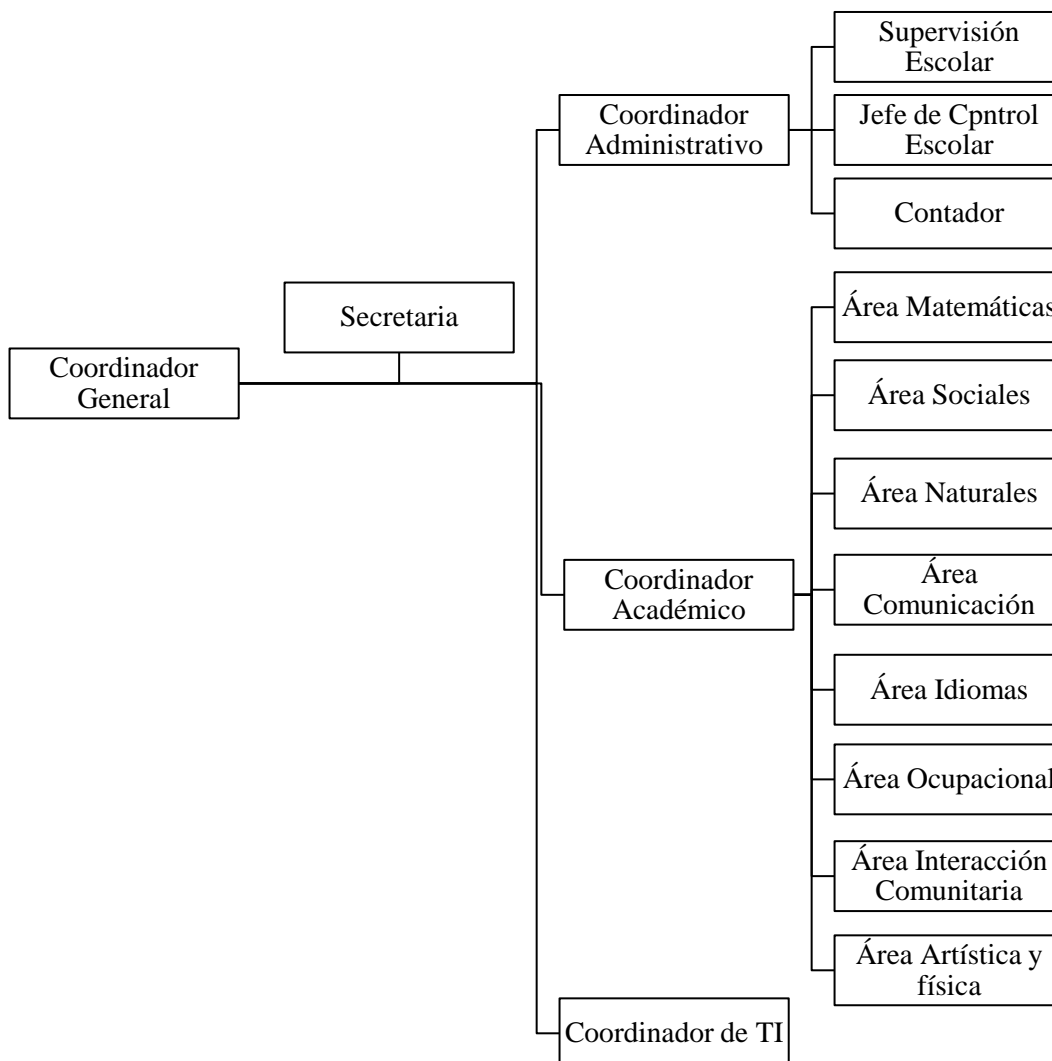 Coordinador
General
Secretaria
Coordinador
Administrativo
Supervisión
Escolar
Jefe de Cpntrol
Escolar
Contador
Coordinador
Académico
Área Matemáticas
Área Sociales
Área Naturales
Área
Comunicación
Área Idiomas
Área Ocupacional
Área Interacción
Comunitaria
Área Artística y
física
Coordinador de TI